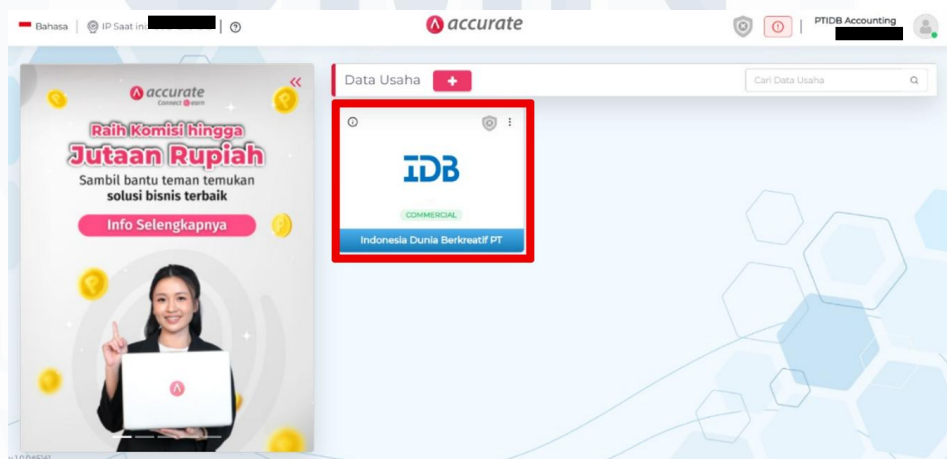 Bahasa
IP Saat in
accurate
PTIDB Accounting
accurate
Connect earn
Raih Komisi hingga
Jutaan Rupiah
Sambil bantu teman temukan
solusi bisnis terbaik
Info Selengkapnya
Data Usaha +
Cari Data Usaha
IDB
COMMERCIAL
Indonesia Dunia Berkreatif PT